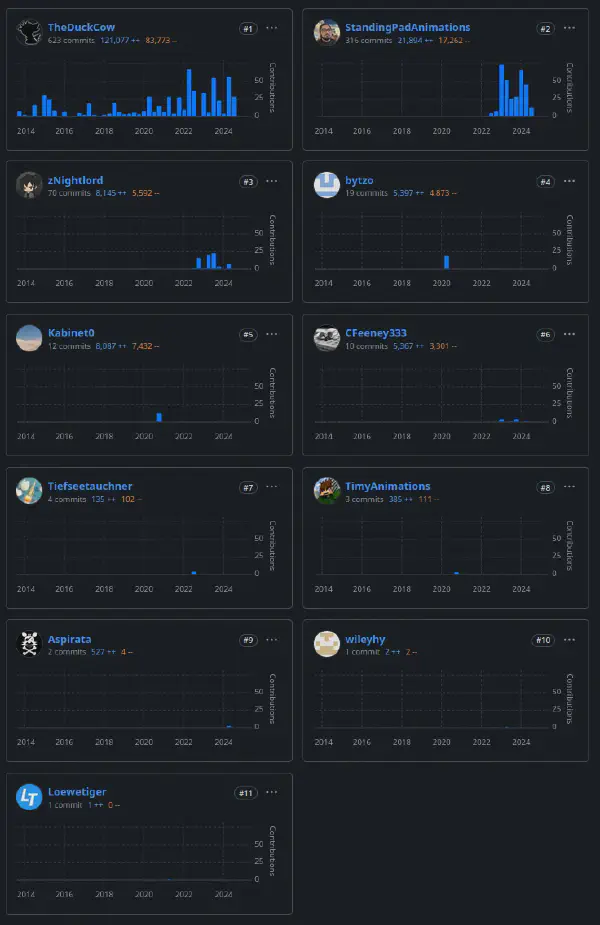 TheDuckCow #1 ...
623 commits 121,077 ++ 83,773 --
Contributions
50
25
0
2014 2016 2018 2020 2022 2024
StandingPadAnimations #2 ...
316 commits 21,894 ++ 17,262 --
Contributions
50
25
0
2014 2016 2018 2020 2022 2024
zNightlord #3 ...
70 commits 8,145 ++ 5,592 --
Contributions
50
25
0
2014 2016 2018 2020 2022 2024
bytzo #4 ...
19 commits 5,397 ++ 4,873 --
Contributions
50
25
0
2014 2016 2018 2020 2022 2024
Kabinet0 #5 ...
12 commits 8,087 ++ 7,432 --
Contributions
50
25
0
2014 2016 2018 2020 2022 2024
CFeeney333 #6 ...
10 commits 5,367 ++ 3,301 --
Contributions
50
25
0
2014 2016 2018 2020 2022 2024
Tiefseetauchner #7 ...
4 commits 135 ++ 102 --
Contributions
50
25
0
2014 2016 2018 2020 2022 2024
TimyAnimations #8 ...
3 commits 385 ++ 111 --
Contributions
50
25
0
2014 2016 2018 2020 2022 2024
Aspirata #9 ...
2 commits 527 ++ 4 --
Contributions
50
25
0
2014 2016 2018 2020 2022 2024
wileyhy #10 ...
1 commit 2 ++ 2 --
Contributions
50
25
0
2014 2016 2018 2020 2022 2024
LT
Loewetiger #11 ...
1 commit 1 ++ 0 --
Contributions
50
25
0
2014 2016 2018 2020 2022 2024